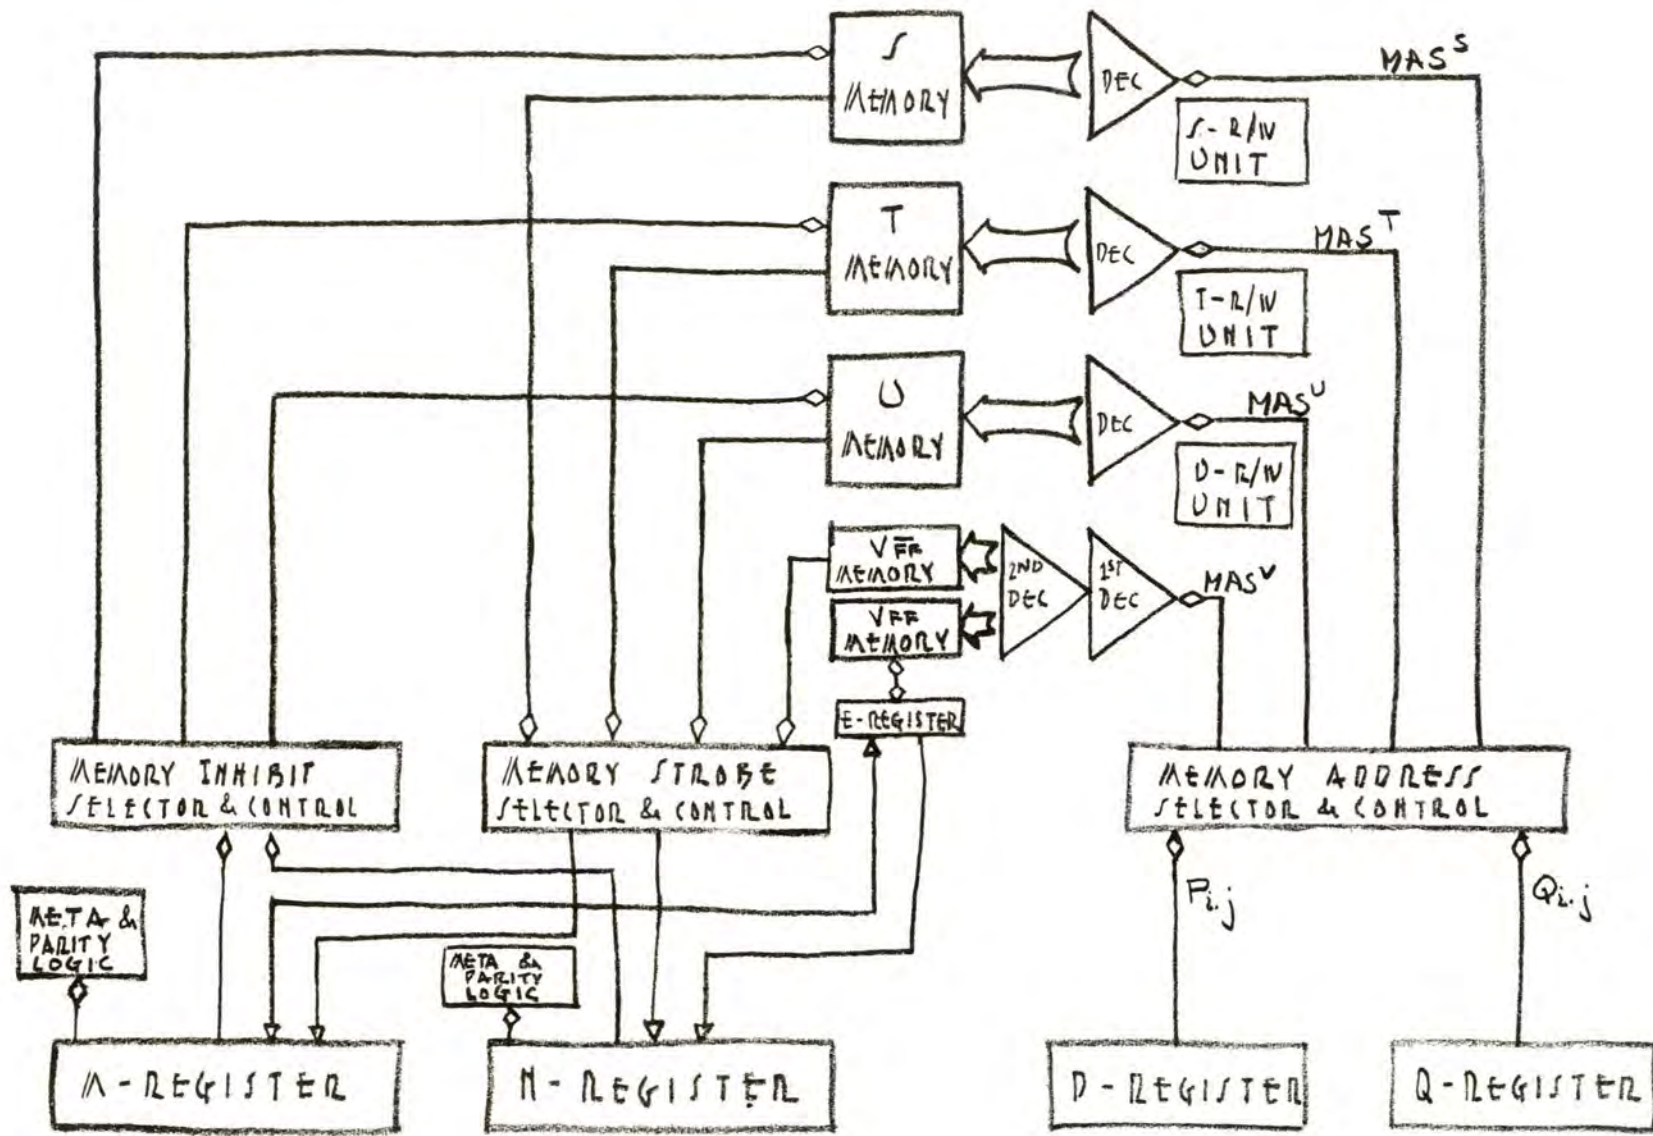 S
MEMORY
DEC
MAS^S
S-R/W
UNIT
T
MEMORY
DEC
MAS^T
T-R/W
UNIT
U
MEMORY
DEC
MAS^U
U-R/W
UNIT
V F̅F̅
MEMORY
2ND
DEC
1ST
DEC
MAS^V
VFF
MEMORY
E-REGISTER
MEMORY INHIBIT
SELECTOR & CONTROL
MEMORY STROBE
SELECTOR & CONTROL
MEMORY ADDRESS
SELECTOR & CONTROL
META &
PARITY
LOGIC
META &
PARITY
LOGIC
Pi.j
Qi.j
M-REGISTER
N-REGISTER
P-REGISTER
Q-REGISTER